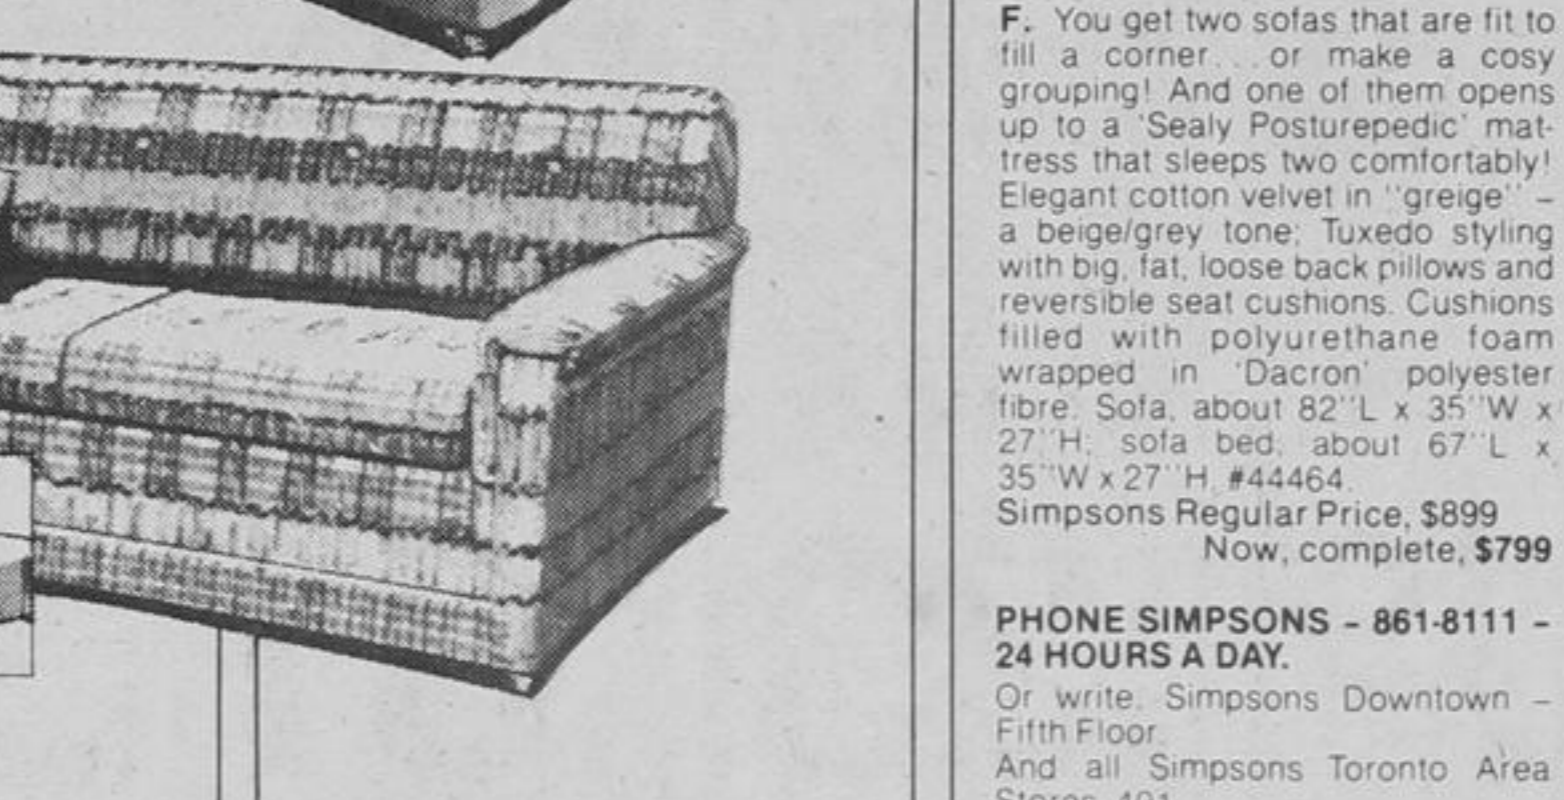 F. You get two sofas that are fit to
fill a corner... or make a cosy
grouping! And one of them opens
up to a 'Sealy Posturepedic' mat-
tress that sleeps two comfortably!
Elegant cotton velvet in "greige" –
a beige/grey tone; Tuxedo styling
with big, fat, loose back pillows and
reversible seat cushions. Cushions
filled with polyurethane foam
wrapped in 'Dacron' polyester
fibre. Sofa, about 82"L x 35"W x
27"H; sofa bed, about 67"L x
35"W x 27"H. #44464.
Simpsons Regular Price, $899
Now, complete, $799
PHONE SIMPSONS – 861-8111 –
24 HOURS A DAY.
Or write: Simpsons Downtown –
Fifth Floor.
And all Simpsons Toronto Area
Stores 401